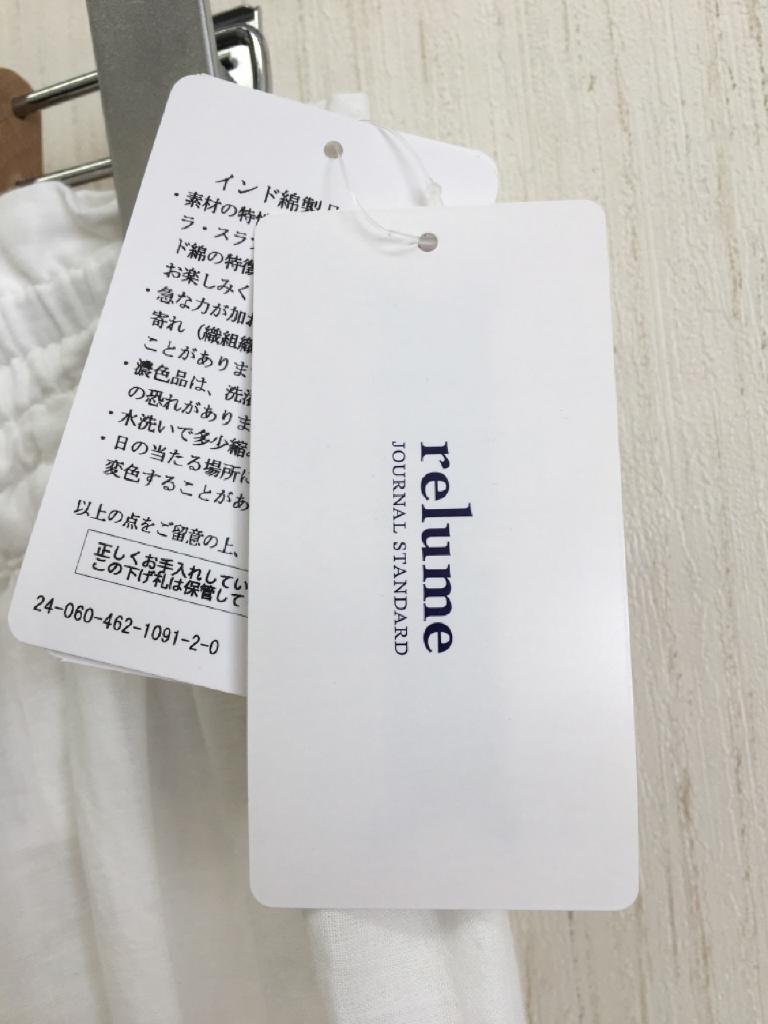 インド綿製
・素材の特
ラ・スラ
ド綿の特徴
お楽しみく
・急な力が加
寄れ（織組織
ことがありま
・濃色品は、洗濯
の恐れがありま
・水洗いで多少縮
・日の当たる場所に
変色することがあ
以上の点をご留意の上、
正しくお手入れしてい
この下げ札は保管して
24-060-462-1091-2-0
relume
JOURNAL STANDARD